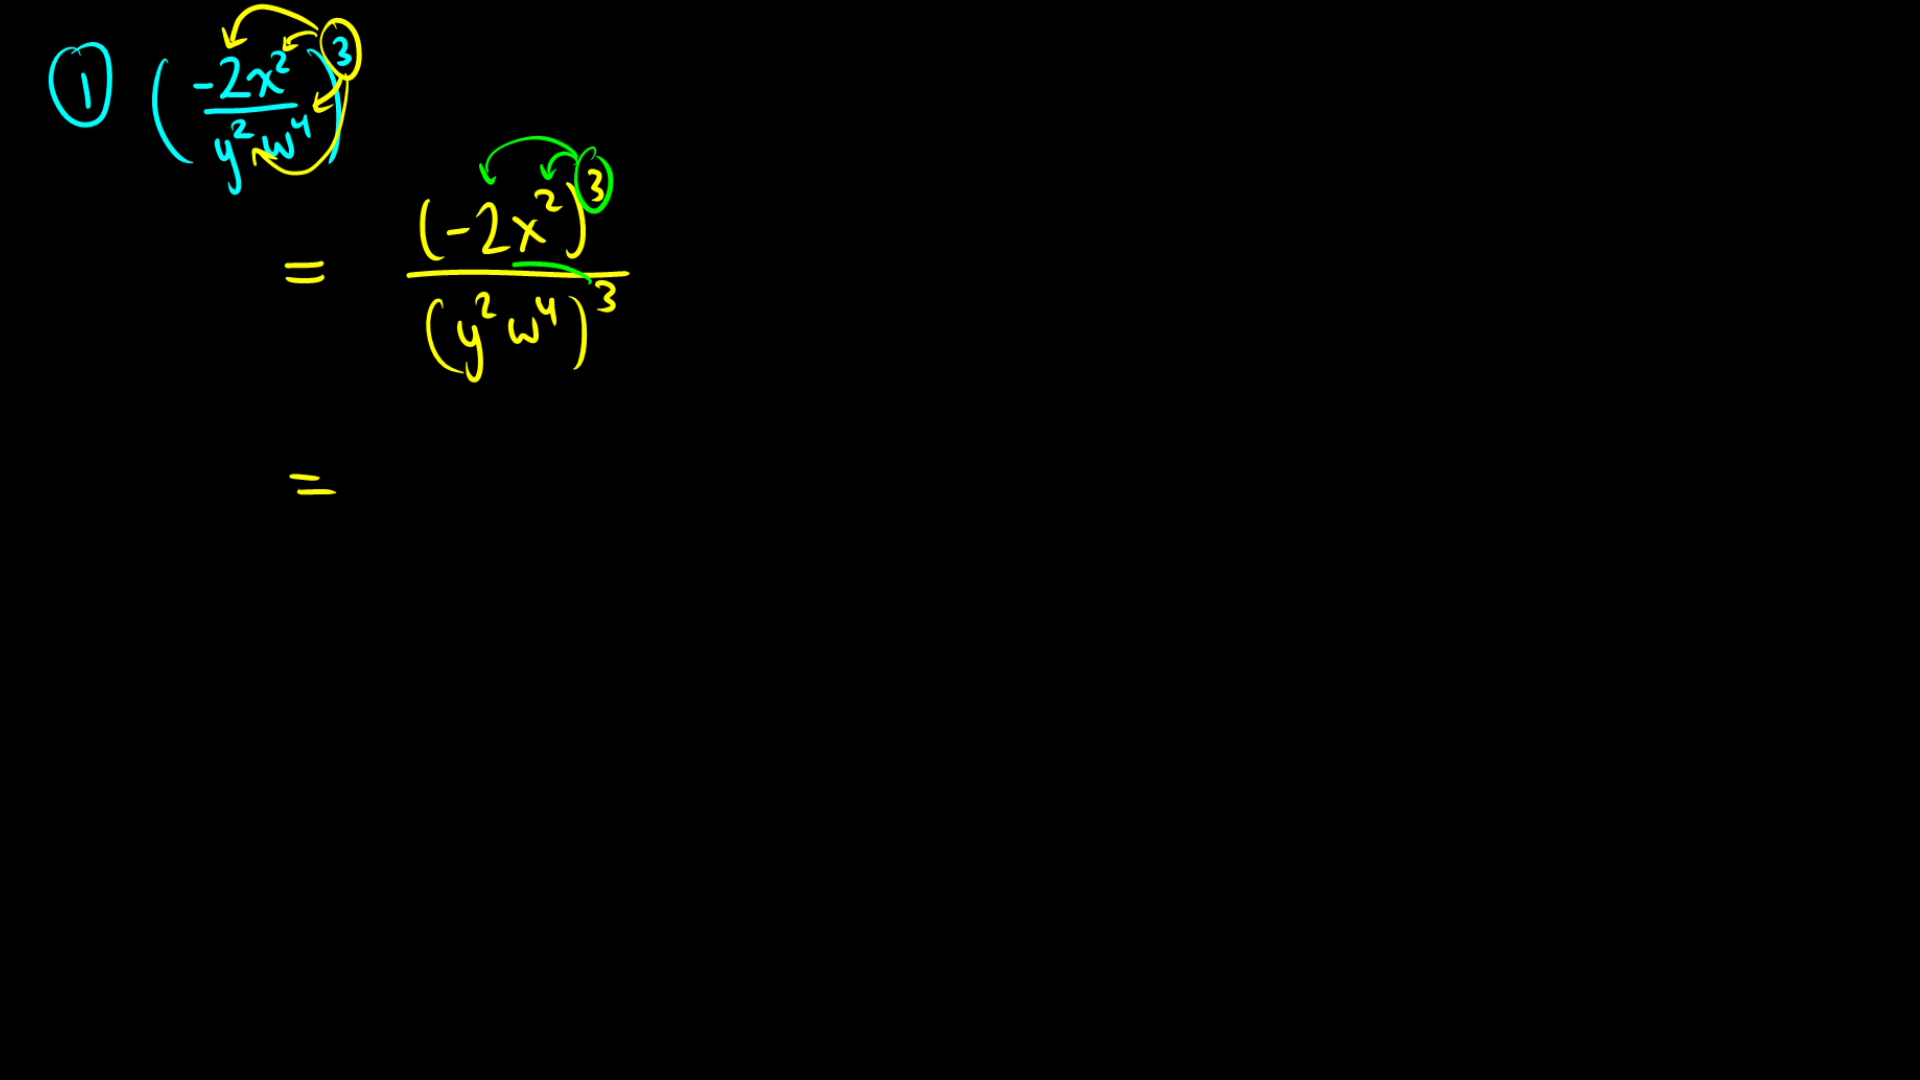 ① (-2x²/y²w⁴)³
= (-2x²)³/(y²w⁴)³
=